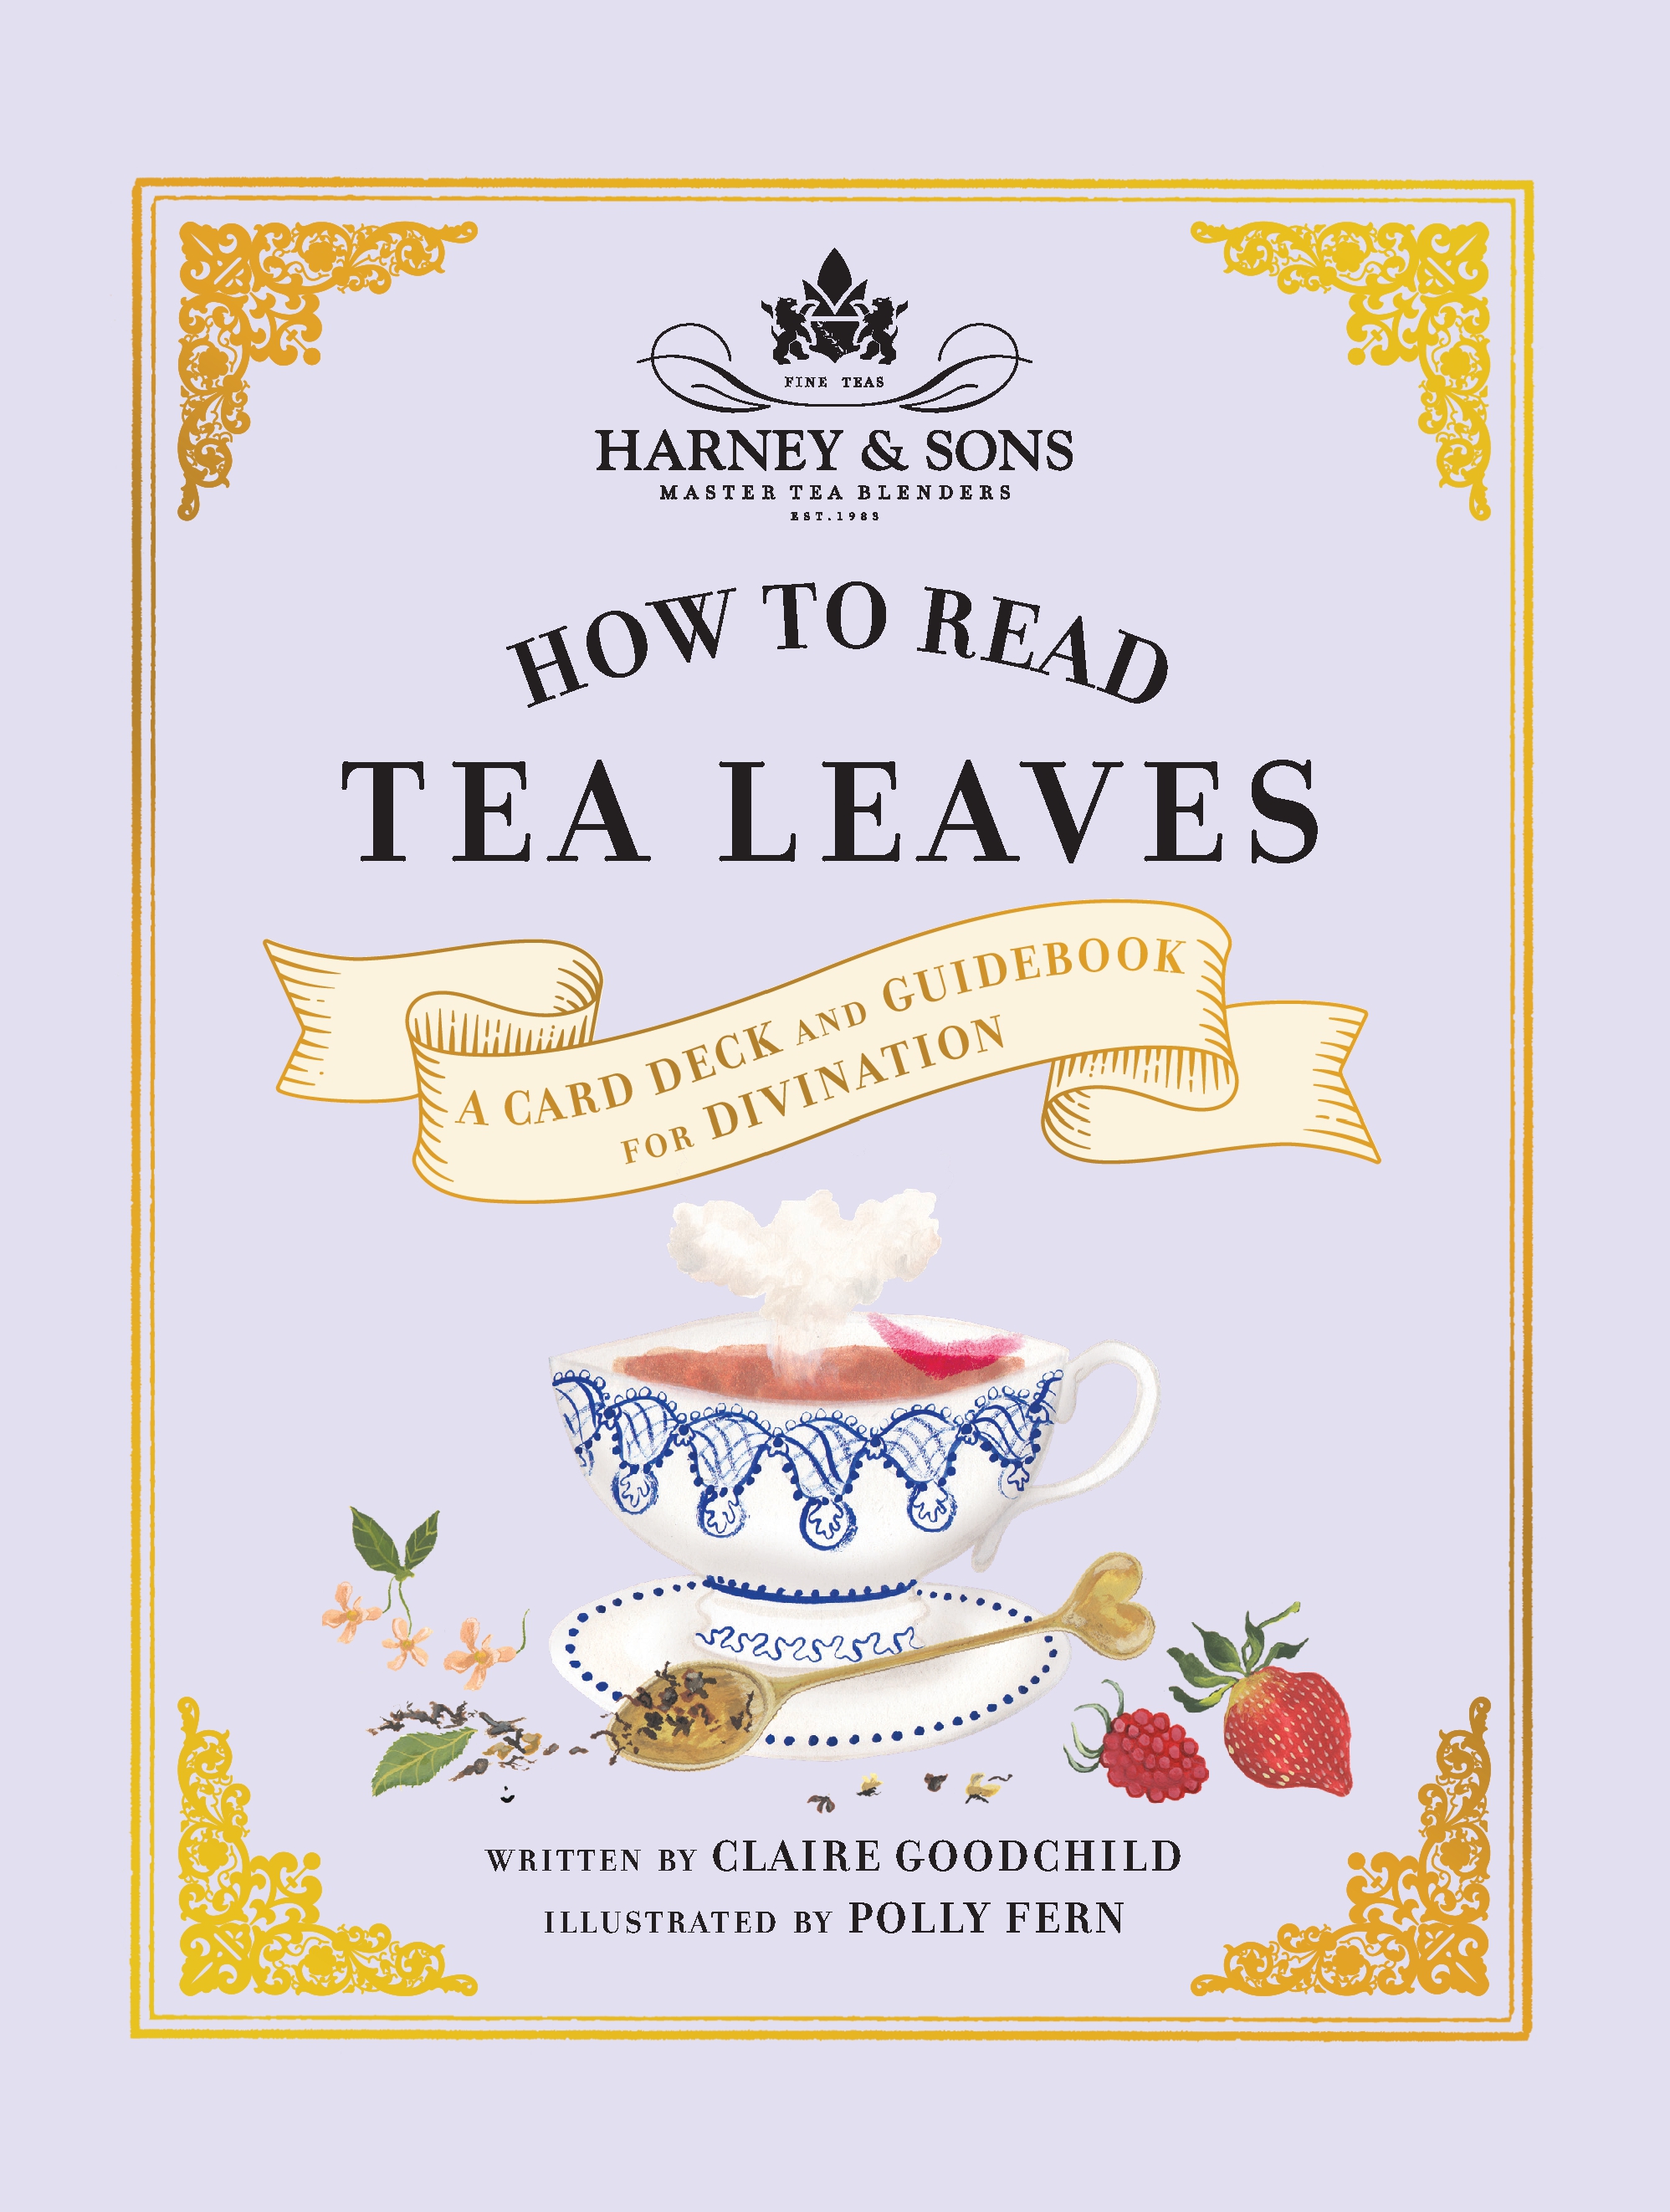 FINE TEAS
HARNEY & SONS
MASTER TEA BLENDERS
EST. 1983
HOW TO READ
TEA LEAVES
A CARD DECK AND GUIDEBOOK
FOR DIVINATION
WRITTEN BY CLAIRE GOODCHILD
ILLUSTRATED BY POLLY FERN